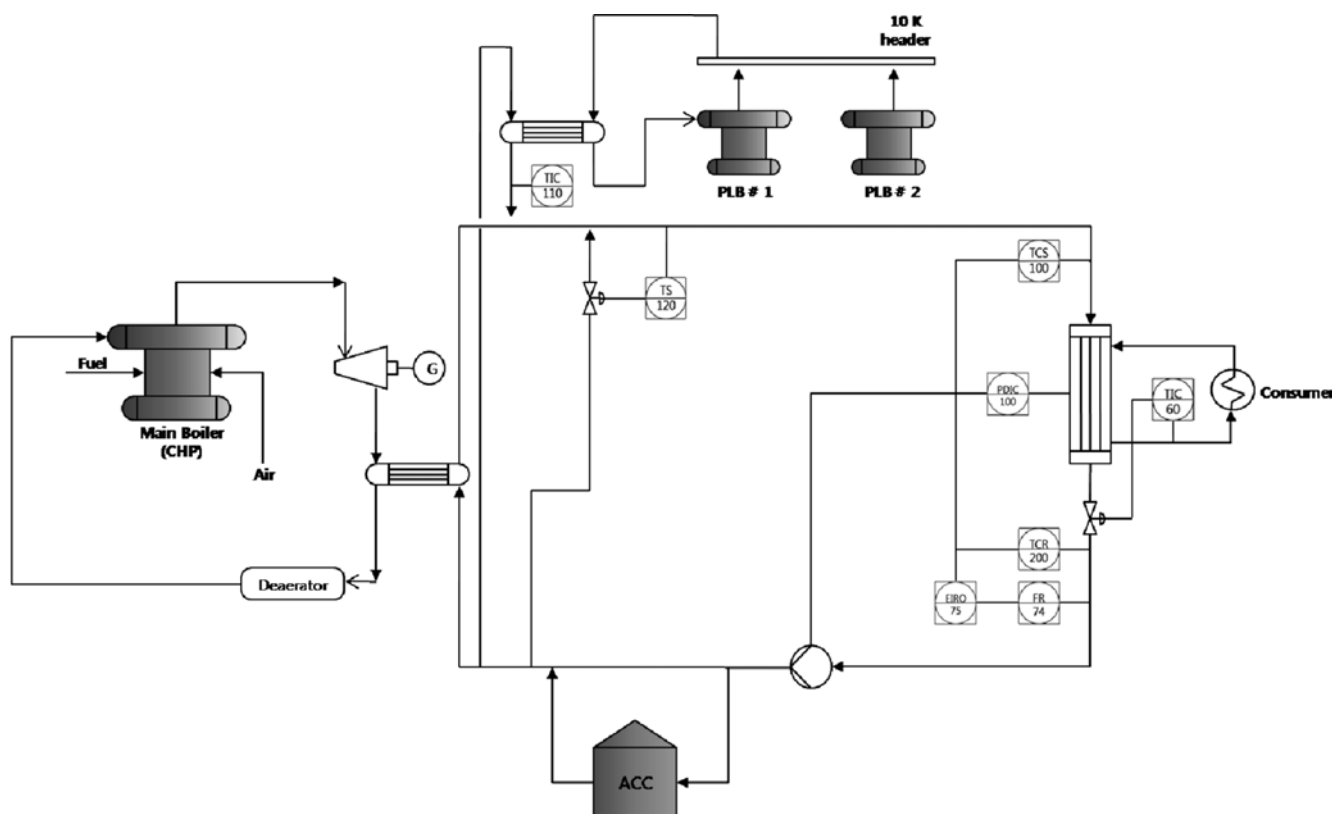 10 K
header
TIC
110
PLB # 1
PLB # 2
TCS
100
TS
120
Fuel
G
PDIC
100
TIC
60
Consumer
Main Boiler
(CHP)
Air
TCR
200
Deaerator
EIRQ
75
FR
74
ACC